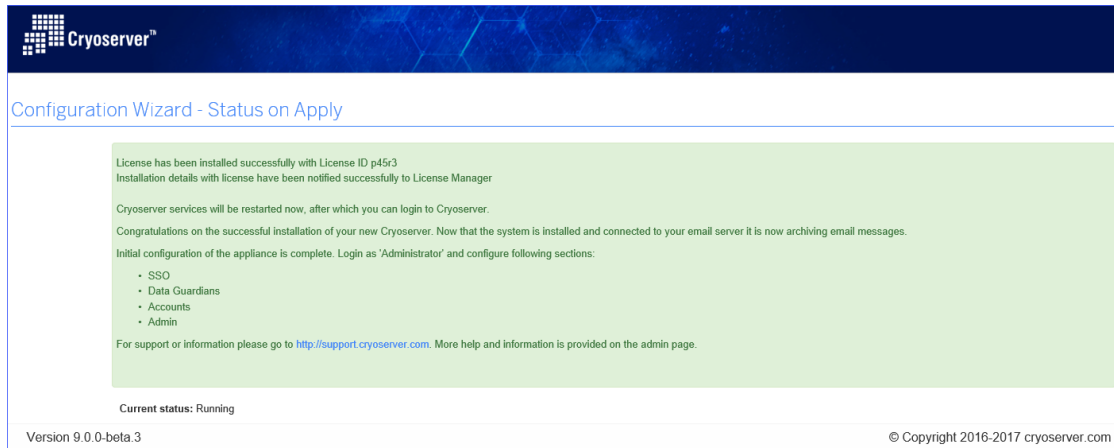 Cryoserver™
Configuration Wizard - Status on Apply
License has been installed successfully with License ID p45r3
Installation details with license have been notified successfully to License Manager
Cryoserver services will be restarted now, after which you can login to Cryoserver.
Congratulations on the successful installation of your new Cryoserver. Now that the system is installed and connected to your email server it is now archiving email messages.
Initial configuration of the appliance is complete. Login as 'Administrator' and configure following sections:
• SSO
• Data Guardians
• Accounts
• Admin
For support or information please go to http://support.cryoserver.com. More help and information is provided on the admin page.
Current status: Running
Version 9.0.0-beta.3
© Copyright 2016-2017 cryoserver.com